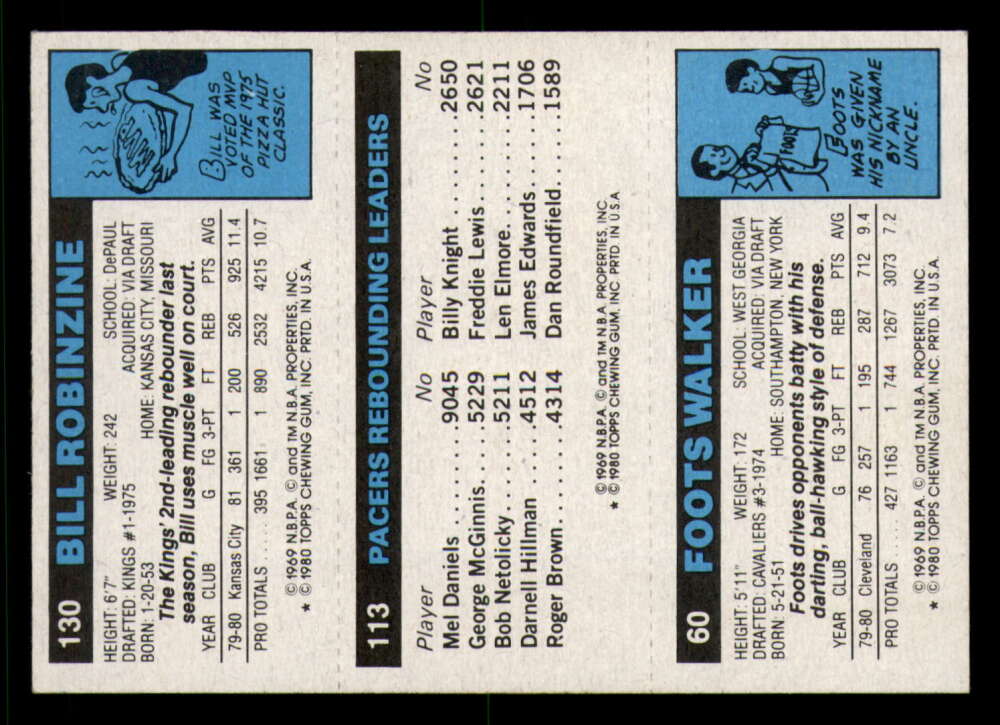 130 BILL ROBINZINE
HEIGHT: 6'7" WEIGHT: 242 SCHOOL: DePAUL
DRAFTED: KINGS #1-1975 ACQUIRED: VIA DRAFT
BORN: 1-20-53 HOME: KANSAS CITY, MISSOURI
The Kings' 2nd-leading rebounder last
season, Bill uses muscle well on court.
YEAR CLUB G FG 3-PT FT REB PTS AVG
79-80 Kansas City 81 361 1 200 526 925 11.4
PRO TOTALS..... 395 1661 1 890 2532 4215 10.7
© 1969 N.B.P.A. © and TM N.B.A. PROPERTIES, INC.
★ © 1980 TOPPS CHEWING GUM, INC. PRTD. IN U.S.A.
BILL WAS
VOTED MVP
OF THE 1975
PIZZA HUT
CLASSIC.
113 PACERS REBOUNDING LEADERS
Player No Player No
Mel Daniels.......9045 Billy Knight........2650
George McGinnis....5229 Freddie Lewis......2621
Bob Netolicky......5211 Len Elmore.......2211
Darnell Hillman.....4512 James Edwards....1706
Roger Brown.......4314 Dan Roundfield....1589
© 1969 N.B.P.A. © and TM N.B.A. PROPERTIES, INC.
★ © 1980 TOPPS CHEWING GUM, INC PRTD IN U.S.A
60 FOOTS WALKER
HEIGHT: 5'11" WEIGHT: 172 SCHOOL: WEST GEORGIA
DRAFTED: CAVALIERS #3-1974 ACQUIRED: VIA DRAFT
BORN: 5-21-51 HOME: SOUTHAMPTON, NEW YORK
Foots drives opponents batty with his
darting, ball-hawking style of defense.
YEAR CLUB G FG 3-PT FT REB PTS AVG
79-80 Cleveland 76 257 1 195 287 712 9.4
PRO TOTALS .... 427 1163 1 744 1267 3073 7.2
© 1969 N.B.P.A. © and TM N.B.A. PROPERTIES, INC.
★ © 1980 TOPPS CHEWING GUM, INC. PRTD. IN U.S.A.
FOOTS
WAS GIVEN
HIS NICKNAME
BY AN
UNCLE.